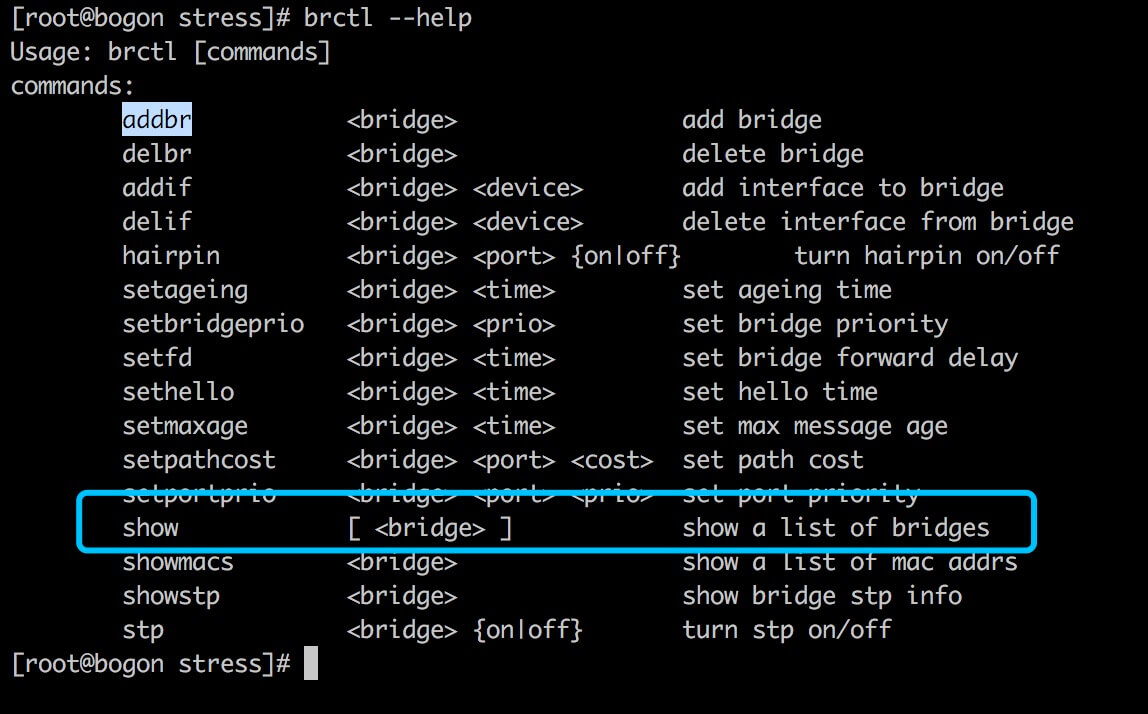 [root@bogon stress]# brctl --help
Usage: brctl [commands]
commands:
addbr <bridge> add bridge
delbr <bridge> delete bridge
addif <bridge> <device> add interface to bridge
delif <bridge> <device> delete interface from bridge
hairpin <bridge> <port> {on|off} turn hairpin on/off
setageing <bridge> <time> set ageing time
setbridgeprio <bridge> <prio> set bridge priority
setfd <bridge> <time> set bridge forward delay
sethello <bridge> <time> set hello time
setmaxage <bridge> <time> set max message age
setpathcost <bridge> <port> <cost> set path cost
setportprio <bridge> <port> <prio> set port priority
show [ <bridge> ] show a list of bridges
showmacs <bridge> show a list of mac addrs
showstp <bridge> show bridge stp info
stp <bridge> {on|off} turn stp on/off
[root@bogon stress]#